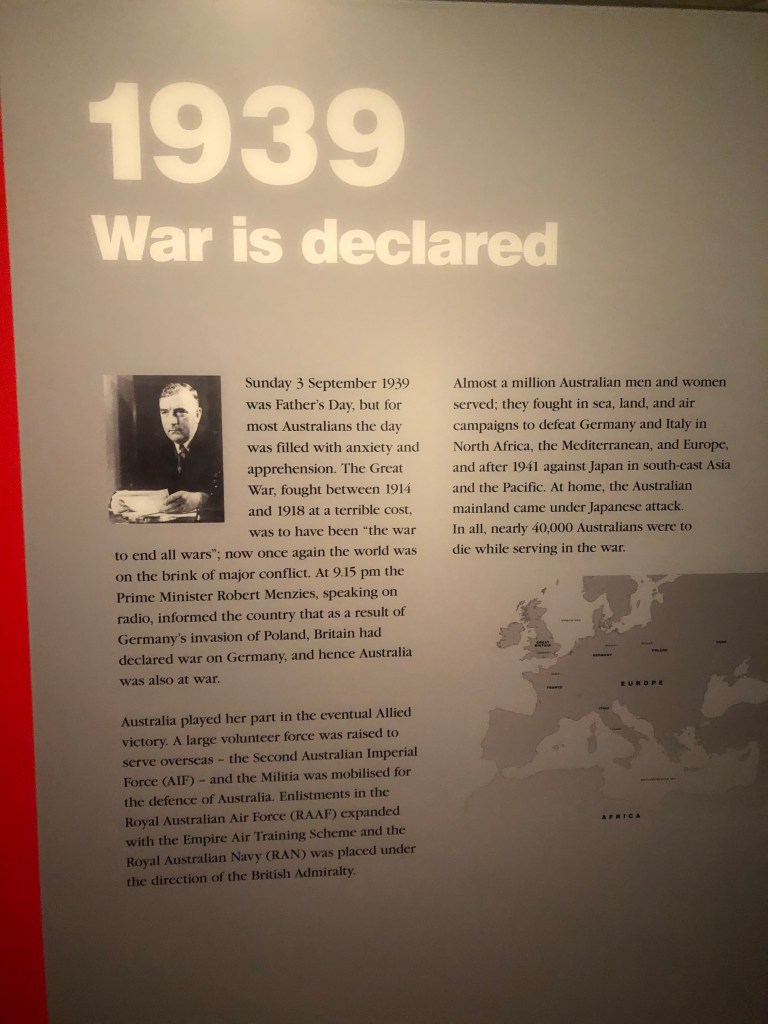 1939
War is declared
Sunday 3 September 1939
was Father's Day, but for
most Australians the day
was filled with anxiety and
apprehension. The Great
War, fought between 1914
and 1918 at a terrible cost,
was to have been “the war
to end all wars”; now once again the world was
on the brink of major conflict. At 9.15 pm the
Prime Minister Robert Menzies, speaking on
radio, informed the country that as a result of
Germany's invasion of Poland, Britain had
declared war on Germany, and hence Australia
was also at war.
Australia played her part in the eventual Allied
victory. A large volunteer force was raised to
serve overseas – the Second Australian Imperial
Force (AIF) – and the Militia was mobilised for
the defence of Australia. Enlistments in the
Royal Australian Air Force (RAAF) expanded
with the Empire Air Training Scheme and the
Royal Australian Navy (RAN) was placed under
the direction of the British Admiralty.
Almost a million Australian men and women
served; they fought in sea, land, and air
campaigns to defeat Germany and Italy in
North Africa, the Mediterranean, and Europe,
and after 1941 against Japan in south-east Asia
and the Pacific. At home, the Australian
mainland came under Japanese attack.
In all, nearly 40,000 Australians were to
die while serving in the war.
GREAT
BRITAIN
GERMANY
POLAND
FRANCE
EUROPE
ITALY
AFRICA